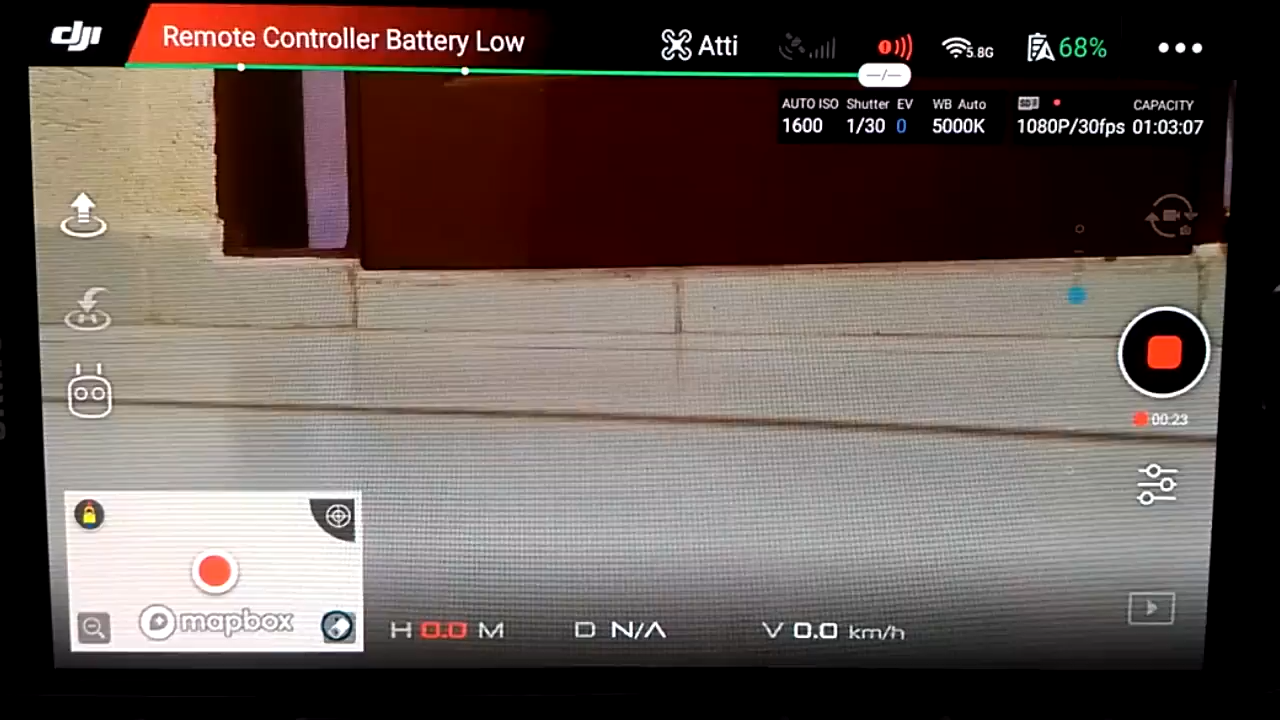 dji Remote Controller Battery Low Atti 5.8G 68%
—/—
AUTO ISO Shutter EV WB Auto CAPACITY
1600 1/30 0 5000K 1080P/30fps 01:03:07
00:23
mapbox
H 0.0 M D N/A V 0.0 km/h